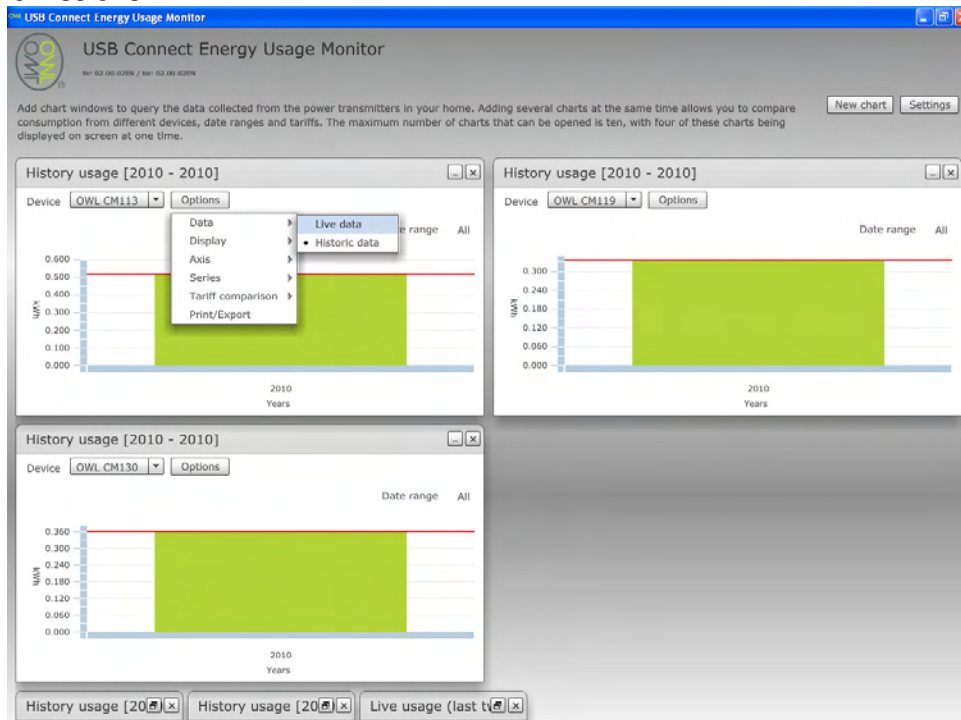 USB Connect Energy Usage Monitor
OWL
USB Connect Energy Usage Monitor
Add chart windows to query the data collected from the power transmitters in your home. Adding several charts at the same time allows you to compare
consumption from different devices, date ranges and tariffs. The maximum number of charts that can be opened is ten, with four of these charts being
displayed on screen at one time.
New chart Settings
History usage [2010 - 2010]
Device OWL CM113 Options
Data
Display
Axis
Series
Tariff comparison
Print/Export
Live data
• Historic data
e range All
0.600
0.500
0.400
0.300
0.200
0.100
0.000
kWh
2010
Years
History usage [2010 - 2010]
Device OWL CM119 Options
Date range All
0.300
0.240
0.180
0.120
0.060
0.000
kWh
2010
Years
History usage [2010 - 2010]
Device OWL CM130 Options
Date range All
0.360
0.300
0.240
0.180
0.120
0.060
0.000
kWh
2010
Years
History usage [20
History usage [20
Live usage (last tw